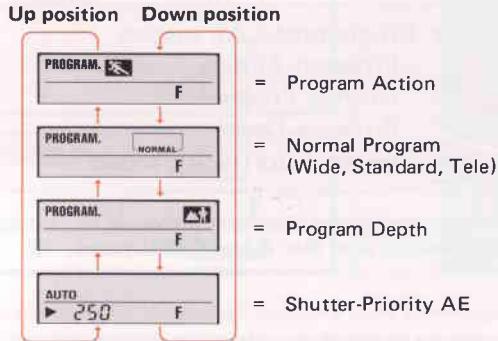 Up position Down position
PROGRAM.
F
= Program Action
PROGRAM.
NORMAL
F
= Normal Program
(Wide, Standard, Tele)
PROGRAM.
F
= Program Depth
AUTO
250 F
= Shutter-Priority AE